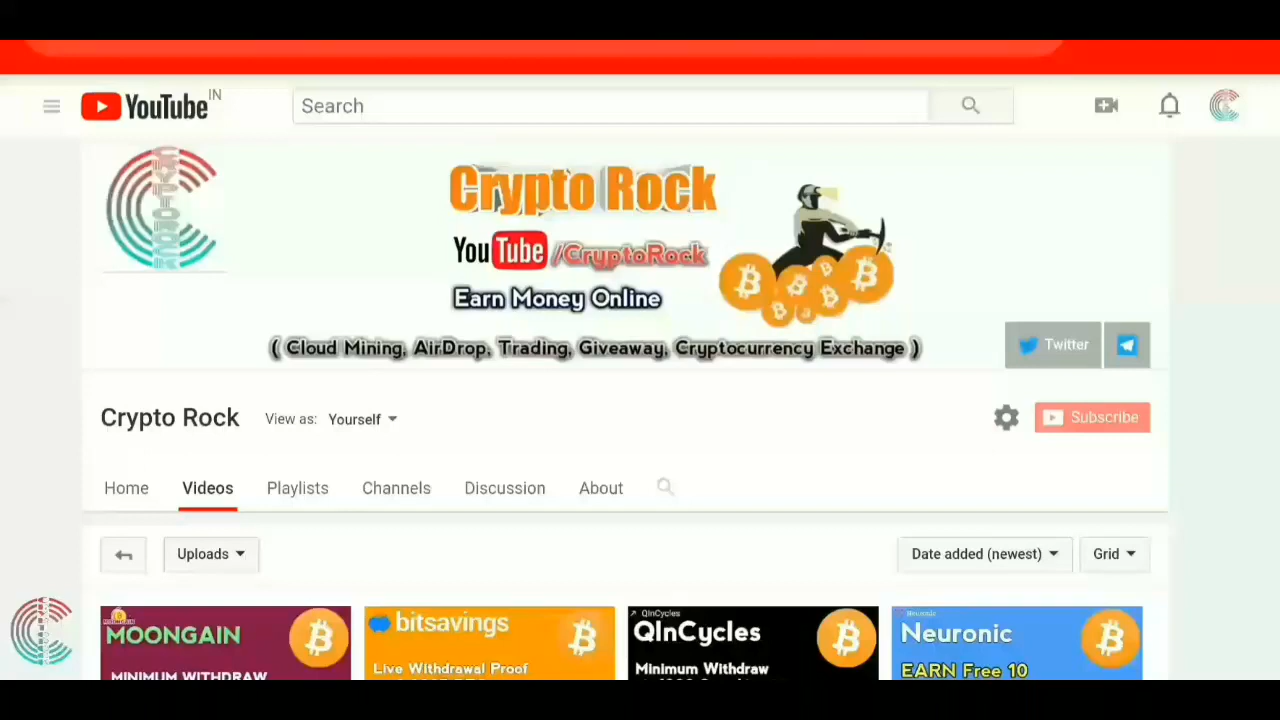 YouTube IN
Search
CRYPTOROCK
Crypto Rock
YouTube /CryptoRock
Earn Money Online
( Cloud Mining, AirDrop, Trading, Giveaway, Cryptocurrency Exchange )
Twitter
Crypto Rock View as: Yourself
Subscribe
Home Videos Playlists Channels Discussion About
Uploads
Date added (newest) Grid
MOONGAIN
MINIMUM WITHDRAW
bitsavings
Live Withdrawal Proof
QInCycles
QInCycles
Minimum Withdraw
Neuronic
Neuronic
EARN Free 10